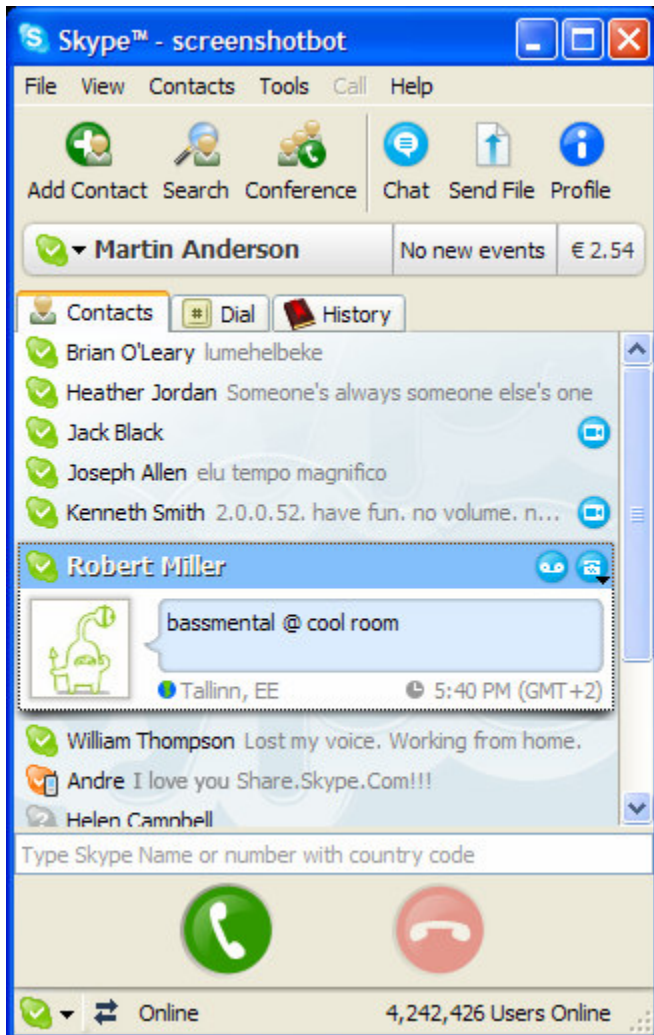 Skype™ - screenshotbot
File View Contacts Tools Call Help
Add Contact Search Conference Chat Send File Profile
Martin Anderson No new events € 2.54
Contacts # Dial History
Brian O'Leary lumehelbeke
Heather Jordan Someone's always someone else's one
Jack Black
Joseph Allen elu tempo magnifico
Kenneth Smith 2.0.0.52. have fun. no volume. n...
Robert Miller
bassmental @ cool room
Tallinn, EE 5:40 PM (GMT+2)
William Thompson Lost my voice. Working from home.
Andre I love you Share.Skype.Com!!!
Helen Campbell
Type Skype Name or number with country code
Online 4,242,426 Users Online